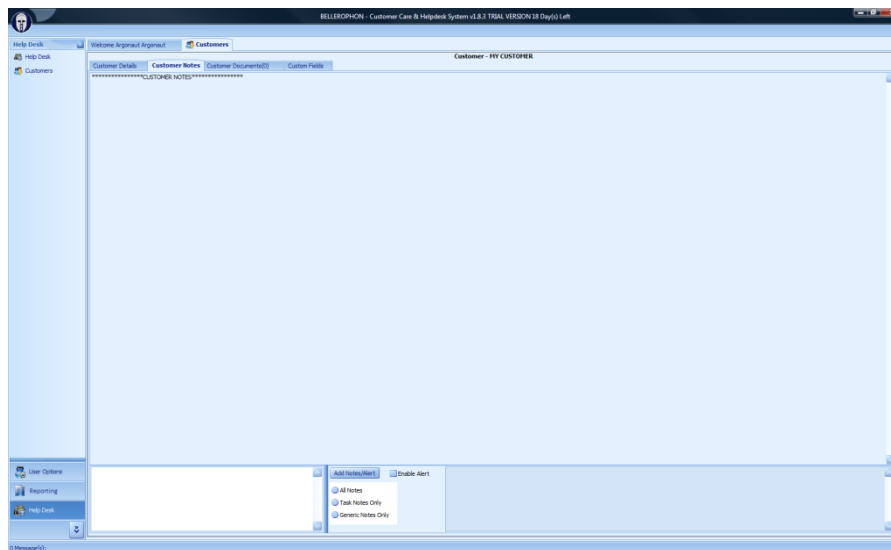 BELLEROPHON - Customer Care & Helpdesk System v1.8.3 TRIAL VERSION 18 Day(s) Left
Help Desk
Welcome Argonaut Argonaut
Customers
Help Desk
Customers
Customer - MY CUSTOMER
Customer Details
Customer Notes
Customer Documents(0)
Custom Fields
****************CUSTOMER NOTES****************
User Options
Reporting
Help Desk
Add Notes/Alert
Enable Alert
All Notes
Task Notes Only
Generic Notes Only
0 Message(s):